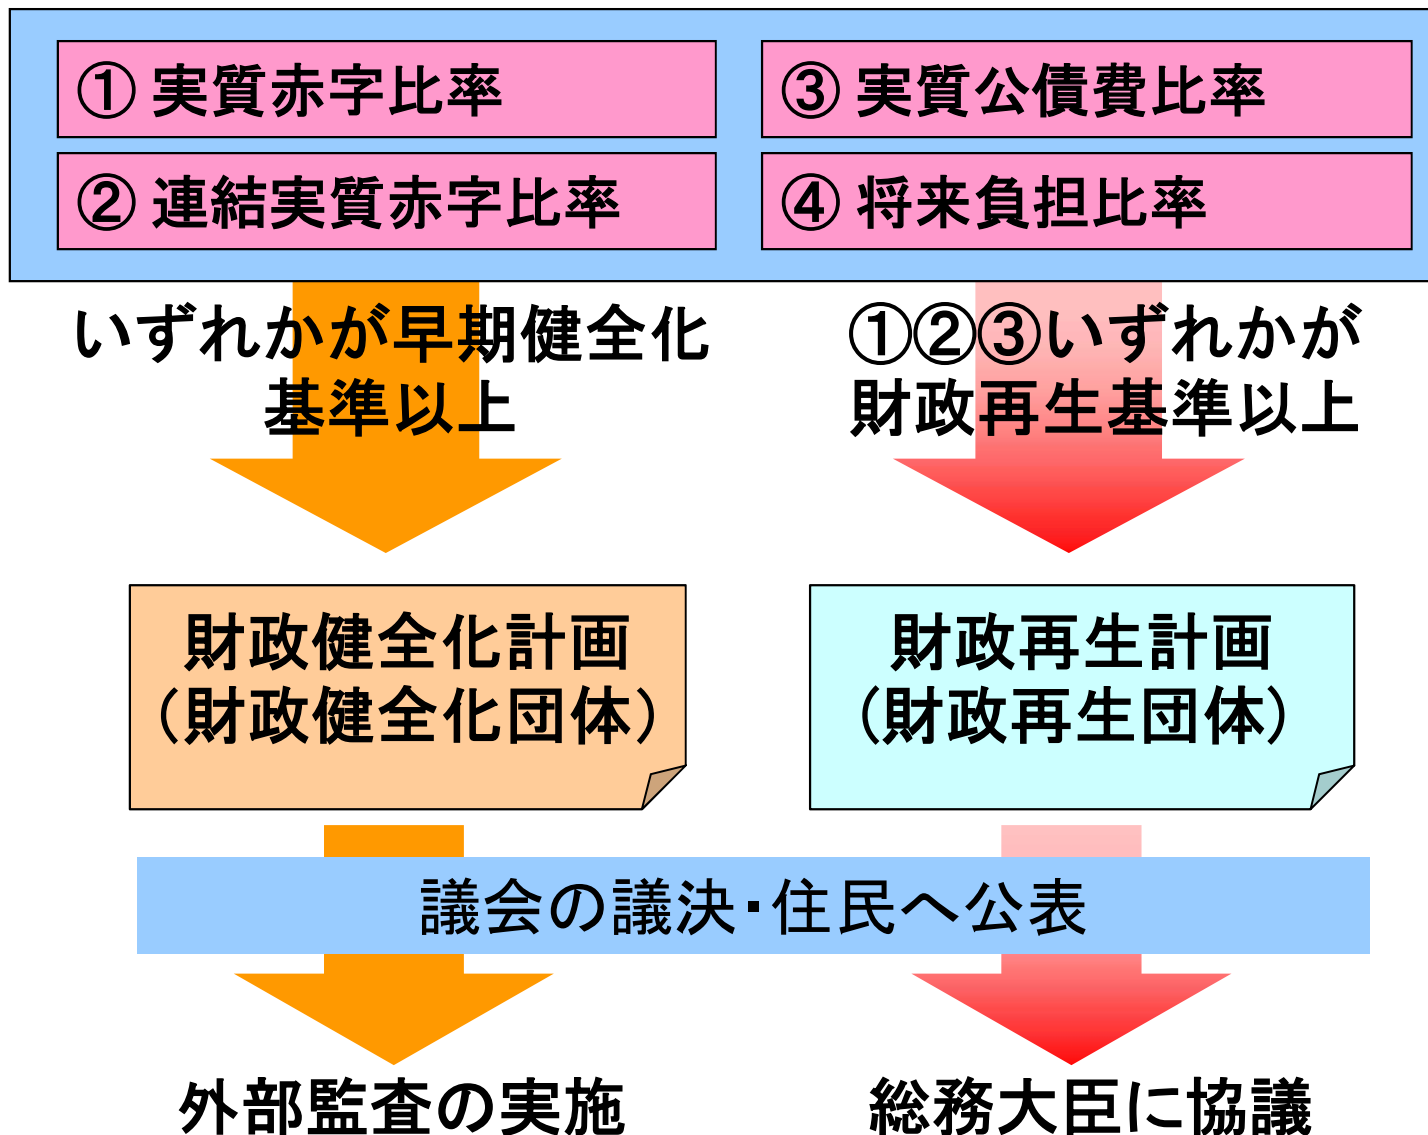 ① 実質赤字比率
② 連結実質赤字比率
③ 実質公債費比率
④ 将来負担比率
いずれかが早期健全化
基準以上
①②③いずれかが
財政再生基準以上
財政健全化計画
（財政健全化団体）
財政再生計画
（財政再生団体）
議会の議決・住民へ公表
外部監査の実施
総務大臣に協議